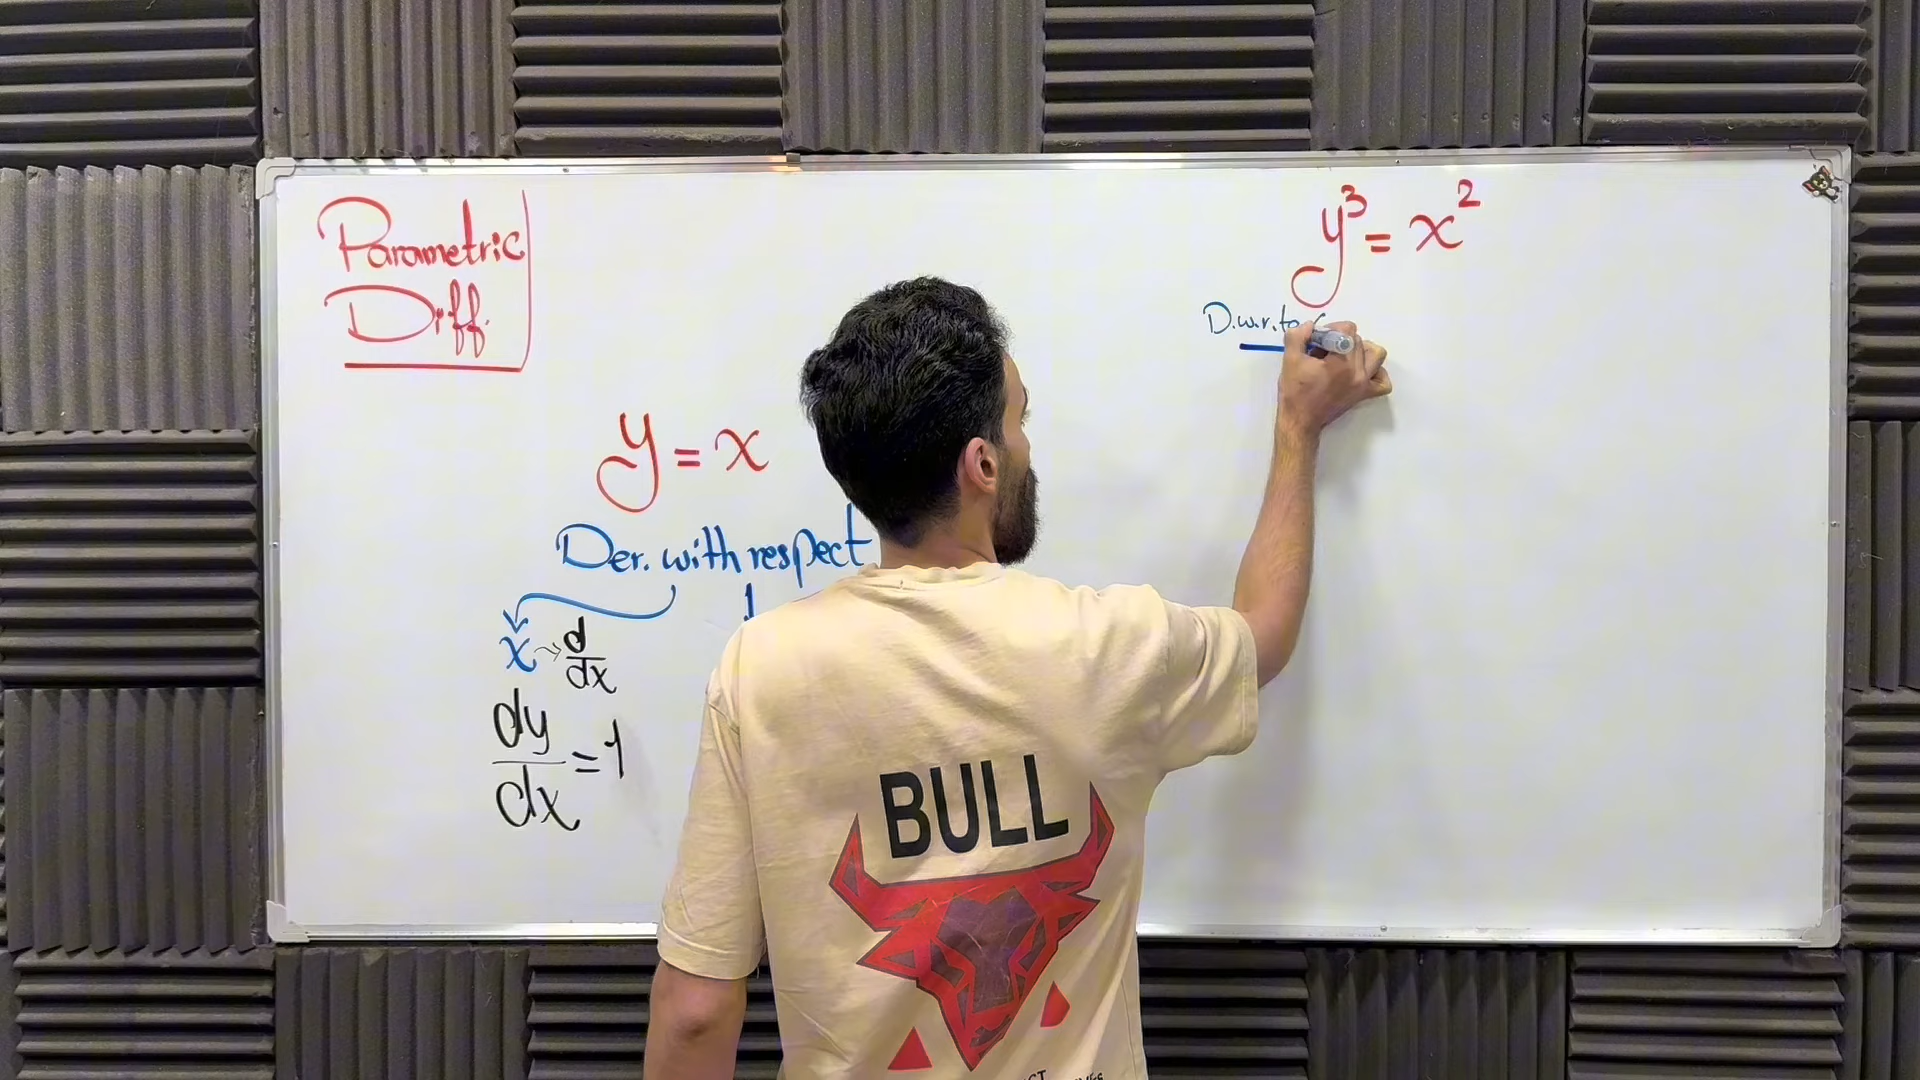 Parametric
Diff.
y = x
Der. with respect
x → d/dx
dy/dx = 1
y³ = x²
D.w.r.to
BULL